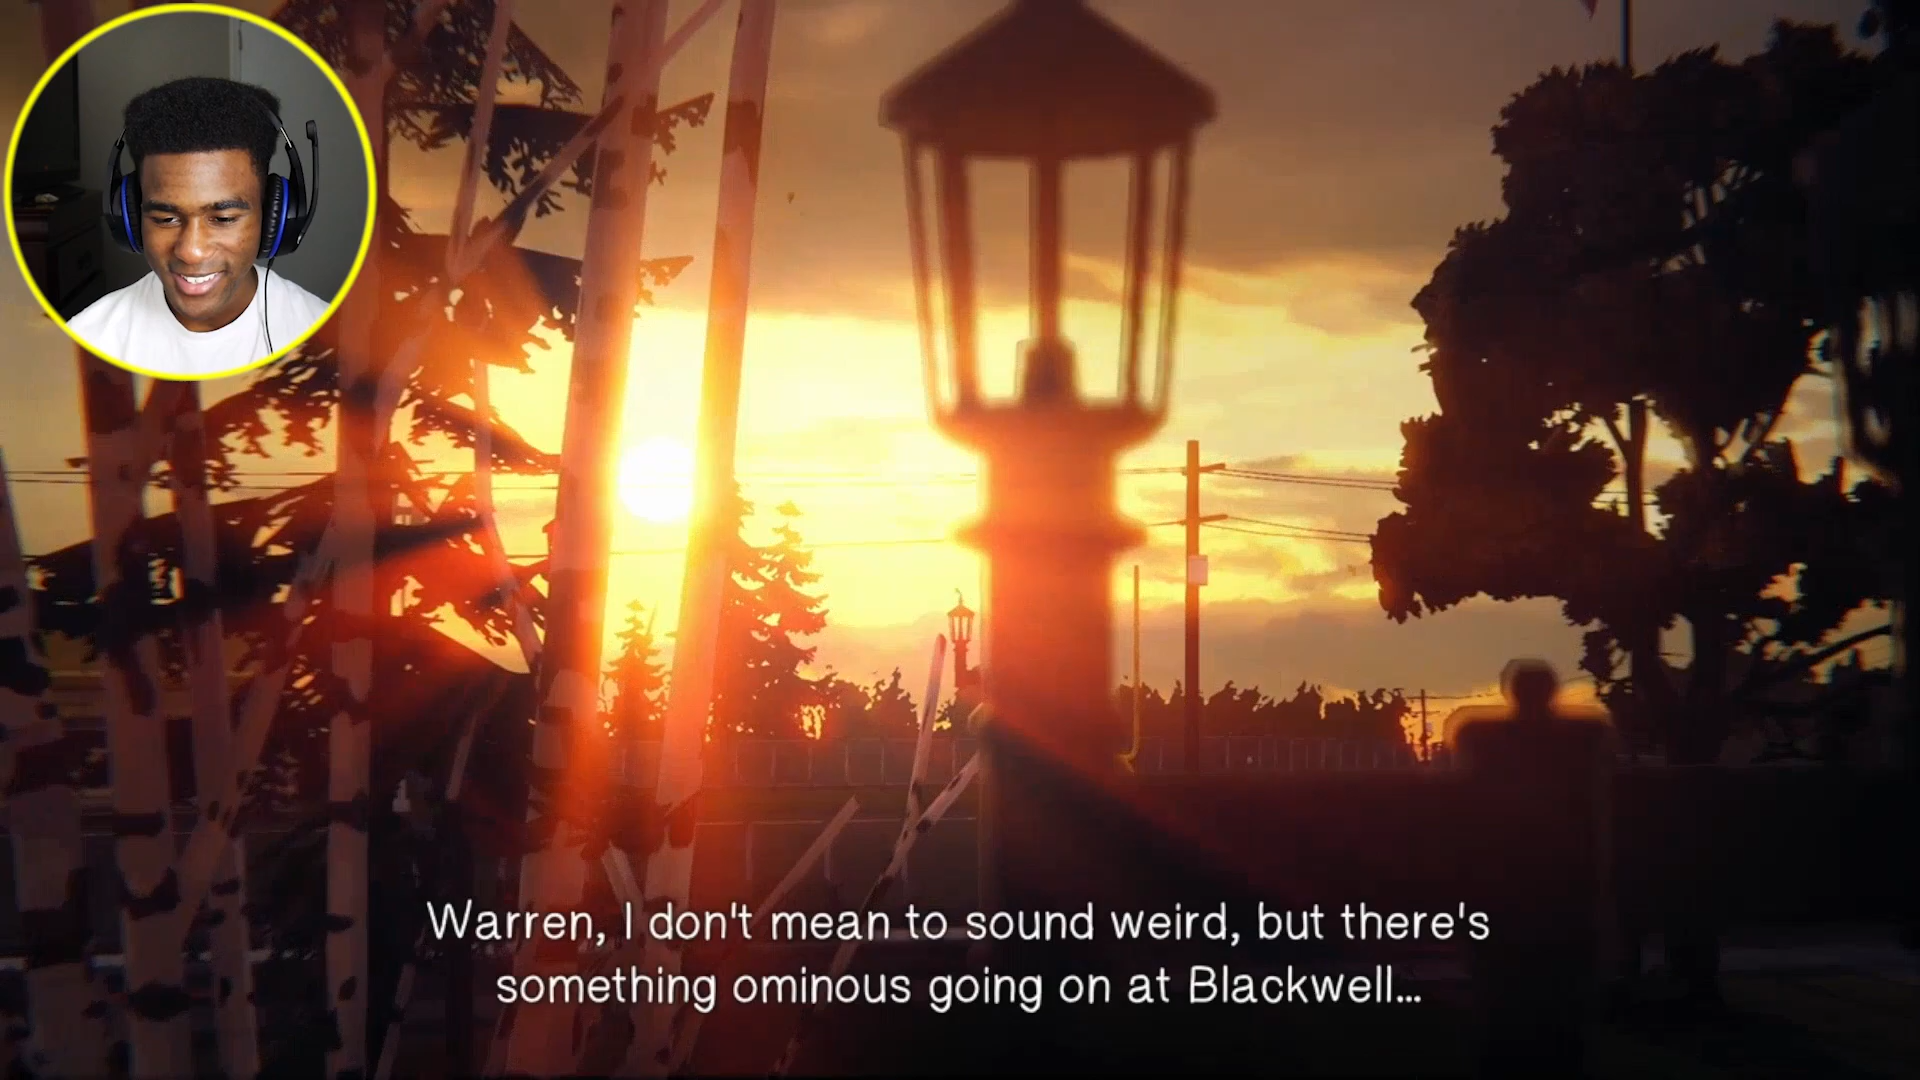 Warren, I don't mean to sound weird, but there's
something ominous going on at Blackwell...